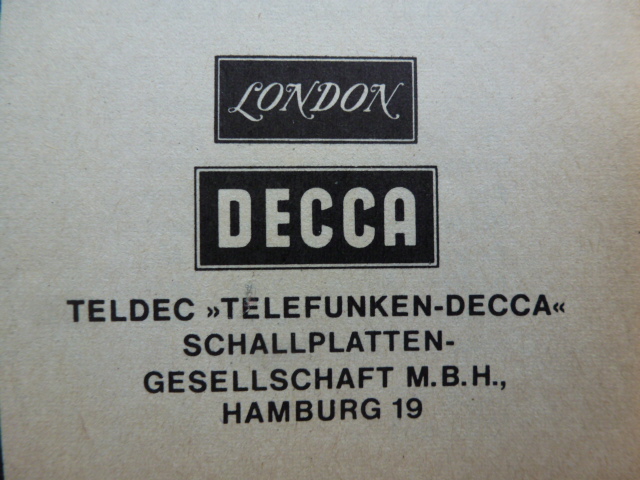 LONDON
DECCA
TELDEC »TELEFUNKEN-DECCA«
SCHALLPLATTEN-
GESELLSCHAFT M.B.H.,
HAMBURG 19